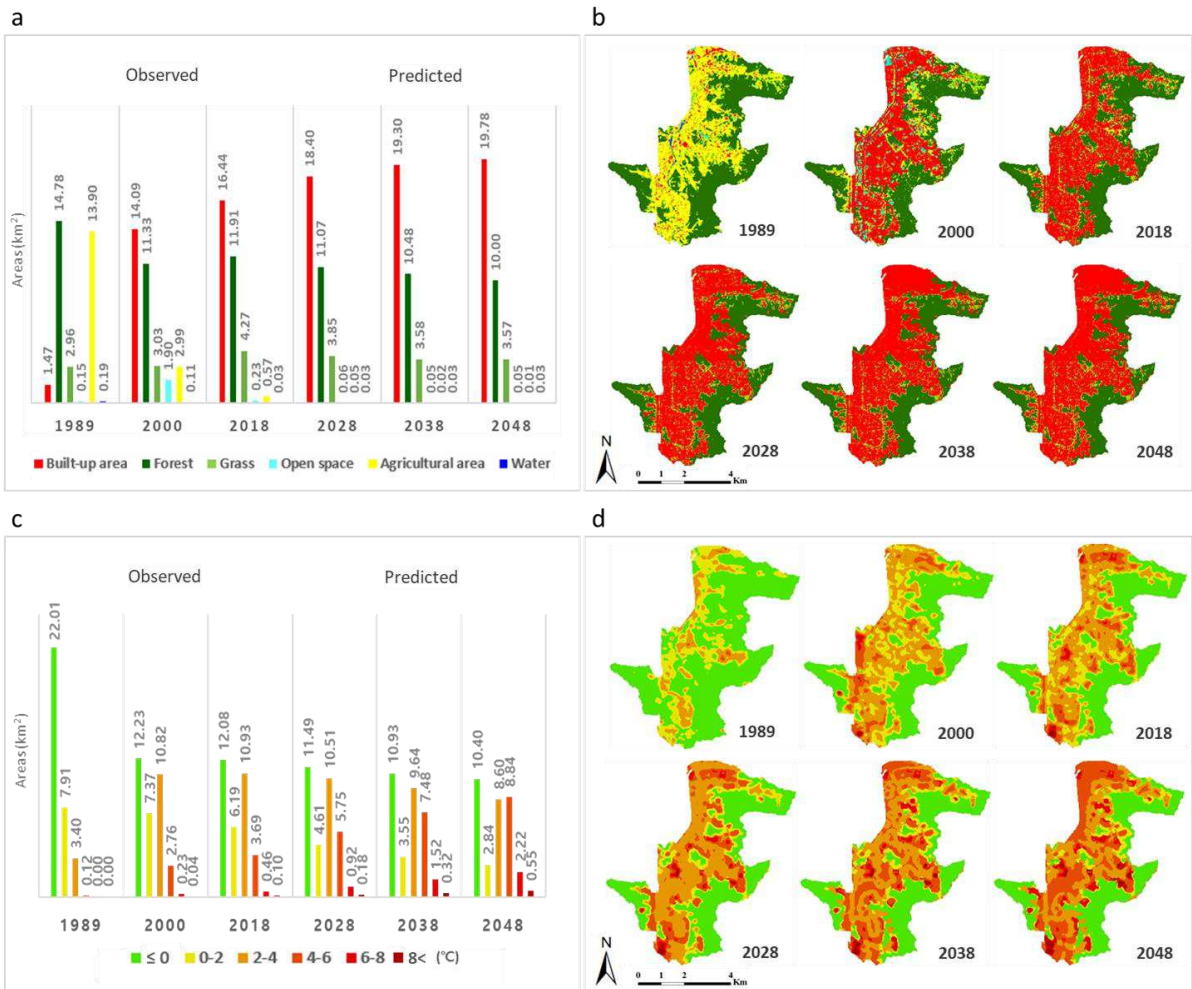 a
Observed Predicted
Areas(km²)
1.47 14.78 2.96 0.15 13.90 0.19
14.09 11.33 3.03 1.90 2.99 0.11
16.44 11.91 4.27 0.23 0.57 0.03
18.40 11.07 3.85 0.06 0.05 0.03
19.30 10.48 3.58 0.05 0.02 0.03
19.78 10.00 3.57 0.05 0.01 0.03
1989 2000 2018 2028 2038 2048
Built-up area Forest Grass Open space Agricultural area Water
b
1989 2000 2018
2028 2038 2048
N
0 1 2 4
Km
c
Observed Predicted
Areas(km²)
22.01 7.91 3.40 0.12 0.00 0.00
12.23 7.37 10.82 2.76 0.23 0.04
12.08 6.19 10.93 3.69 0.46 0.10
11.49 4.61 10.51 5.75 0.92 0.18
10.93 3.55 9.64 7.48 1.52 0.32
10.40 2.84 8.60 8.84 2.22 0.55
1989 2000 2018 2028 2038 2048
≤ 0 0-2 2-4 4-6 6-8 8< (°C)
d
1989 2000 2018
2028 2038 2048
N
0 1 2 4
Km